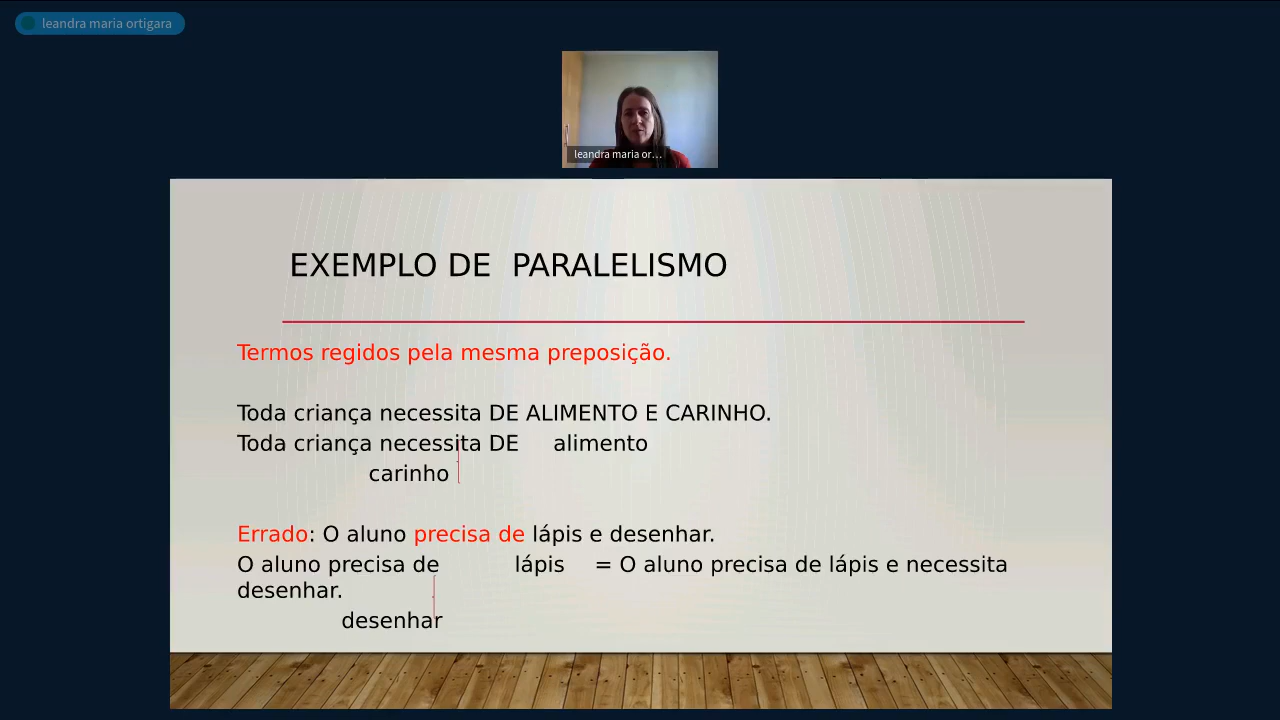 leandra maria ortigara
leandra maria or...
EXEMPLO DE PARALELISMO
Termos regidos pela mesma preposição.
Toda criança necessita DE ALIMENTO E CARINHO.
Toda criança necessita DE alimento
carinho
Errado: O aluno precisa de lápis e desenhar.
O aluno precisa de lápis = O aluno precisa de lápis e necessita
desenhar.
desenhar